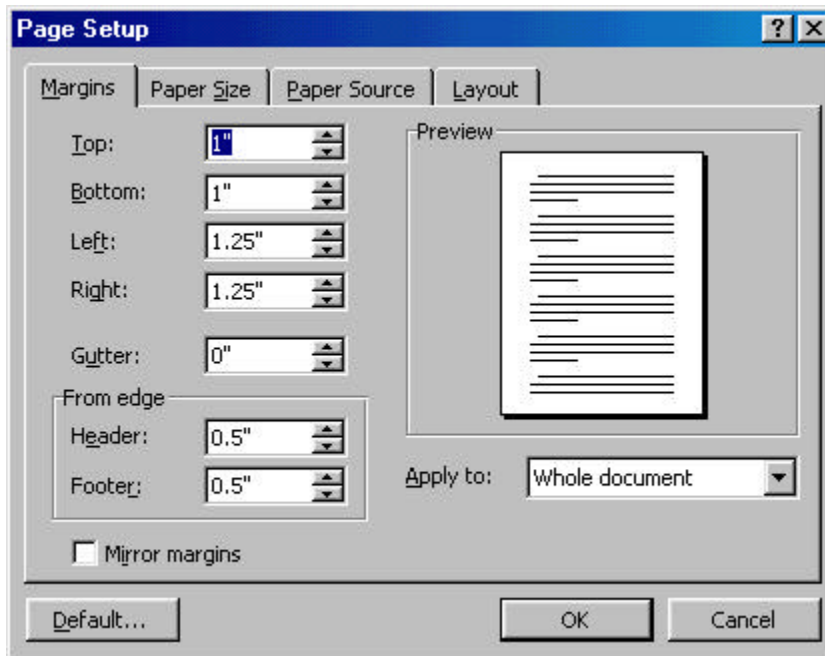 Page Setup
Margins Paper Size Paper Source Layout
Top: 1"
Bottom: 1"
Left: 1.25"
Right: 1.25"
Gutter: 0"
From edge
Header: 0.5"
Footer: 0.5"
Mirror margins
Preview
Apply to: Whole document
Default... OK Cancel